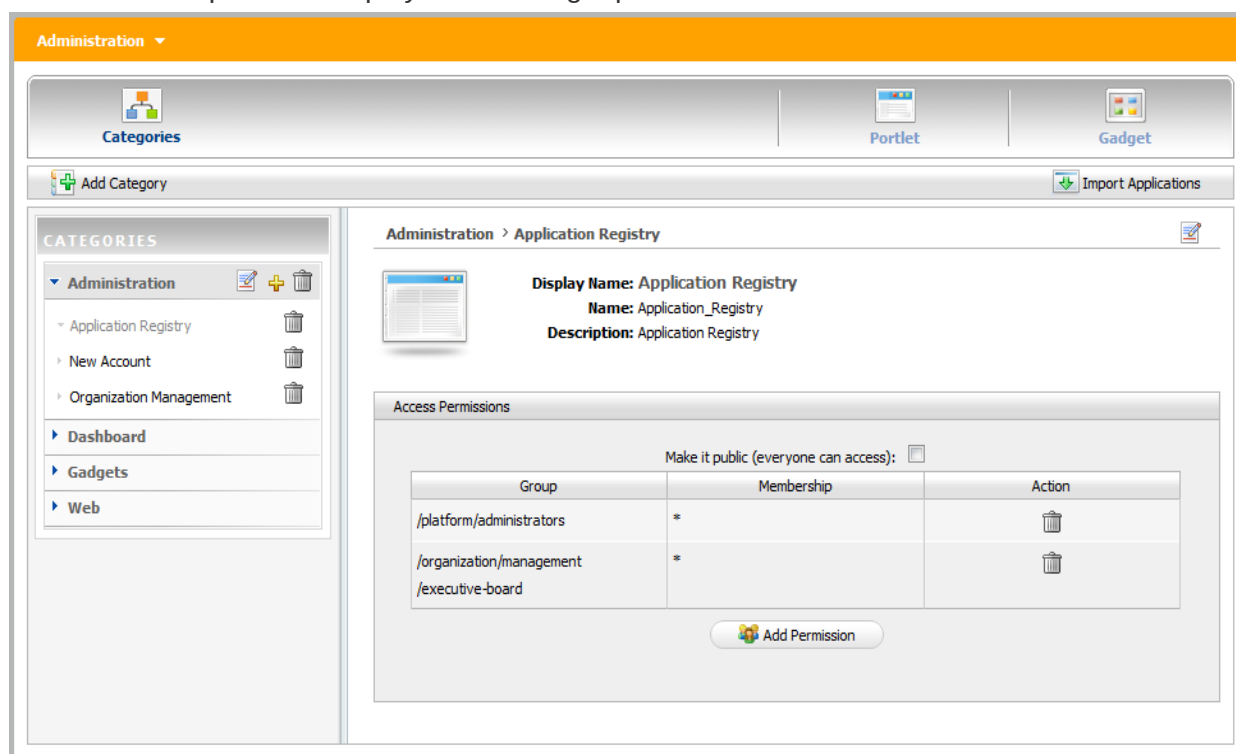 Administration
Categories
Portlet
Gadget
Add Category
Import Applications
CATEGORIES
Administration
Application Registry
New Account
Organization Management
Dashboard
Gadgets
Web
Administration > Application Registry
Display Name: Application Registry
Name: Application_Registry
Description: Application Registry
Access Permissions
Make it public (everyone can access):
Group Membership Action
/platform/administrators *
/organization/management *
/executive-board
Add Permission